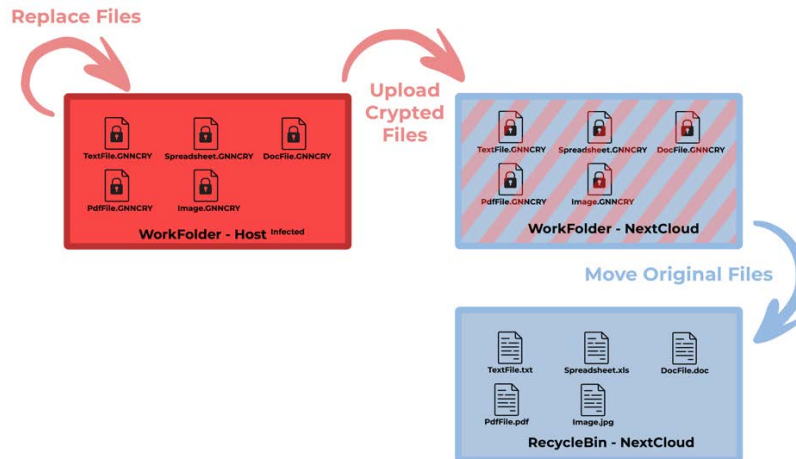 Replace Files
Upload
Crypted
Files
TextFile.GNNCRY Spreadsheet.GNNCRY DocFile.GNNCRY
PdfFile.GNNCRY Image.GNNCRY
WorkFolder - Host Infected
TextFile.GNNCRY Spreadsheet.GNNCRY DocFile.GNNCRY
PdfFile.GNNCRY Image.GNNCRY
WorkFolder - NextCloud
Move Original Files
TextFile.txt Spreadsheet.xls DocFile.doc
PdfFile.pdf Image.jpg
RecycleBin - NextCloud